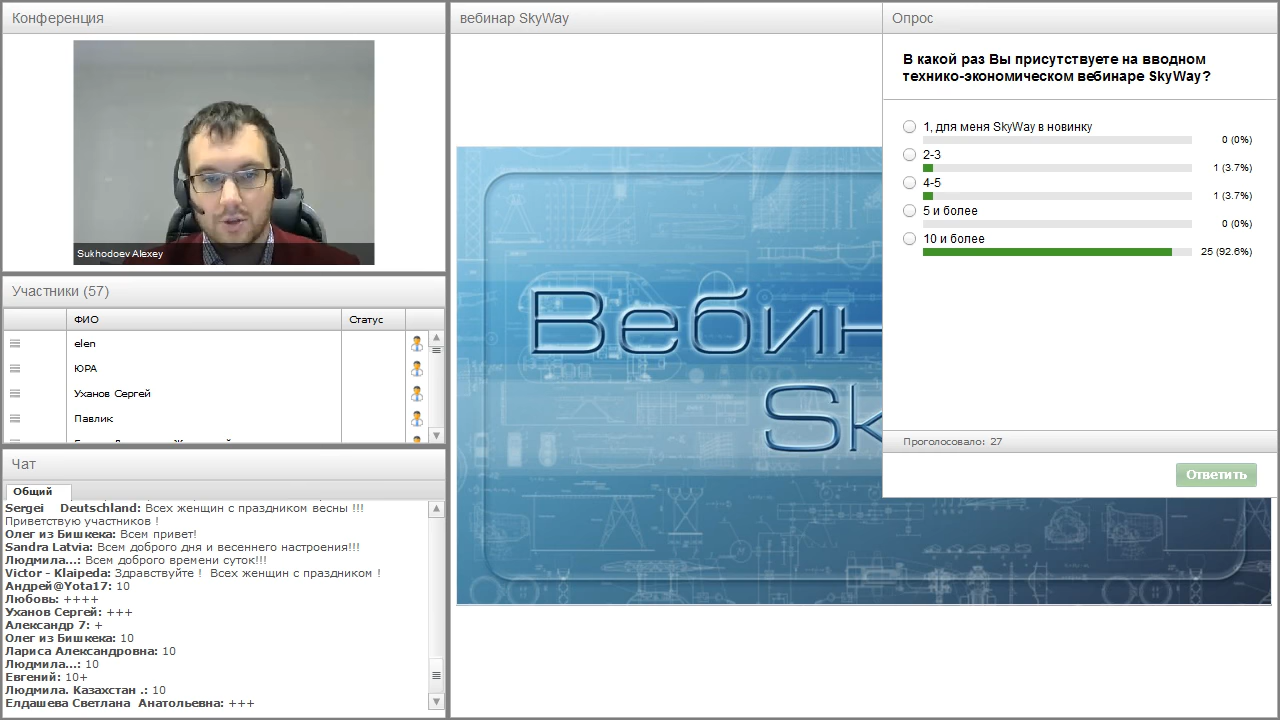 Конференция
Sukhodoev Alexey
Участники (57)
ФИО
Статус
elen
ЮРА
Уханов Сергей
Павлик
Чат
Общий
Sergei Deutschland: Всех женщин с праздником весны !!!
Приветствую участников !
Олег из Бишкека: Всем привет!
Sandra Latvia: Всем доброго дня и весеннего настроения!!!
Людмила...: Всем доброго времени суток!!!
Victor - Klaipeda: Здравствуйте ! Всех женщин с праздником !
Андрей@Yota17: 10
Любовь: ++++
Уханов Сергей: +++
Александр 7: +
Олег из Бишкека: 10
Лариса Александровна: 10
Людмила...: 10
Евгений: 10+
Людмила. Казахстан .: 10
Елдашева Светлана Анатольевна: +++
вебинар SkyWay
Вебин
Sk
Опрос
В какой раз Вы присутствуете на вводном
технико-экономическом вебинаре SkyWay?
1, для меня SkyWay в новинку
0 (0%)
2-3
1 (3.7%)
4-5
1 (3.7%)
5 и более
0 (0%)
10 и более
25 (92.6%)
Проголосовало: 27
Ответить